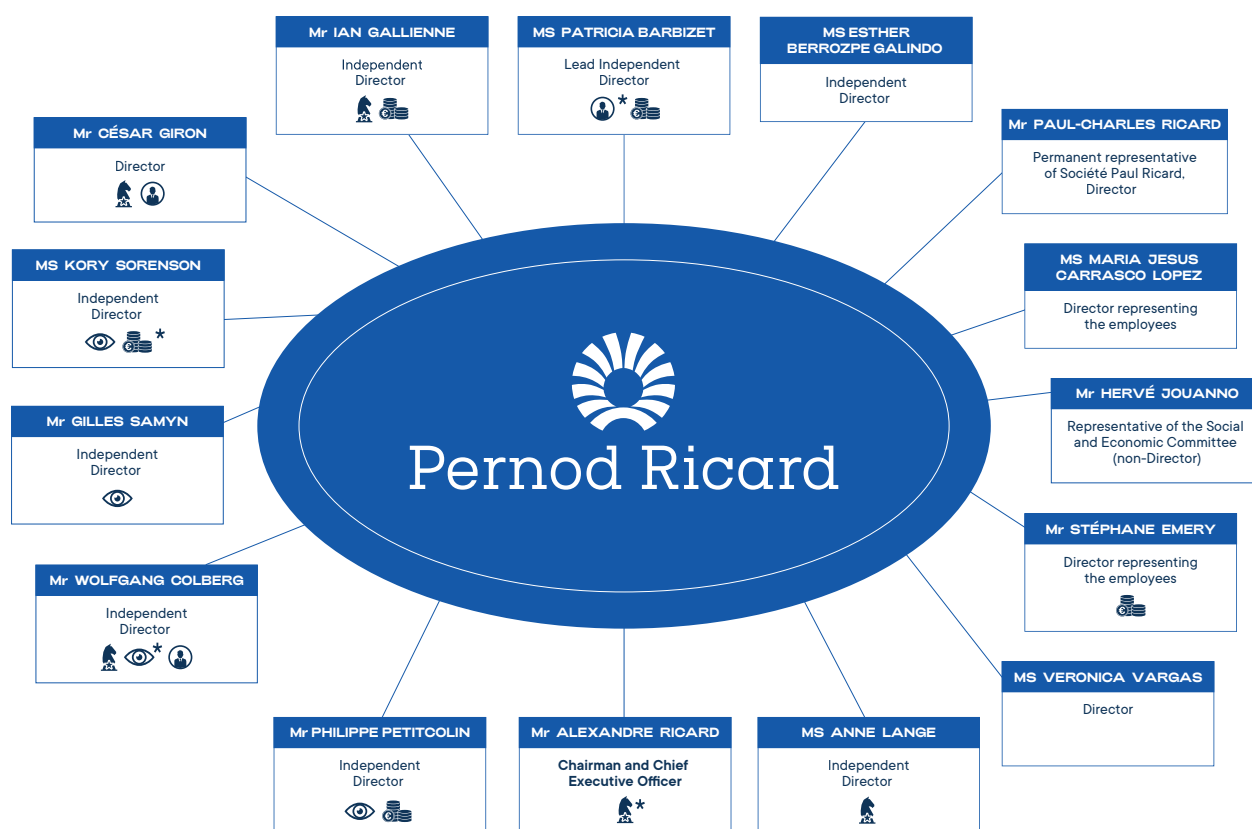 Mr IAN GALLIENNE
Independent
Director
MS PATRICIA BARBIZET
Lead Independent
Director
*
MS ESTHER
BERROZPE GALINDO
Independent
Director
Mr PAUL-CHARLES RICARD
Permanent representative
of Société Paul Ricard,
Director
Mr CÉSAR GIRON
Director
MS MARIA JESUS
CARRASCO LOPEZ
Director representing
the employees
MS KORY SORENSON
Independent
Director
*
Mr HERVÉ JOUANNO
Representative of the Social
and Economic Committee
(non-Director)
Mr GILLES SAMYN
Independent
Director
Pernod Ricard
Mr STÉPHANE EMERY
Director representing
the employees
Mr WOLFGANG COLBERG
Independent
Director
*
MS VERONICA VARGAS
Director
Mr PHILIPPE PETITCOLIN
Independent
Director
Mr ALEXANDRE RICARD
Chairman and Chief
Executive Officer
*
MS ANNE LANGE
Independent
Director